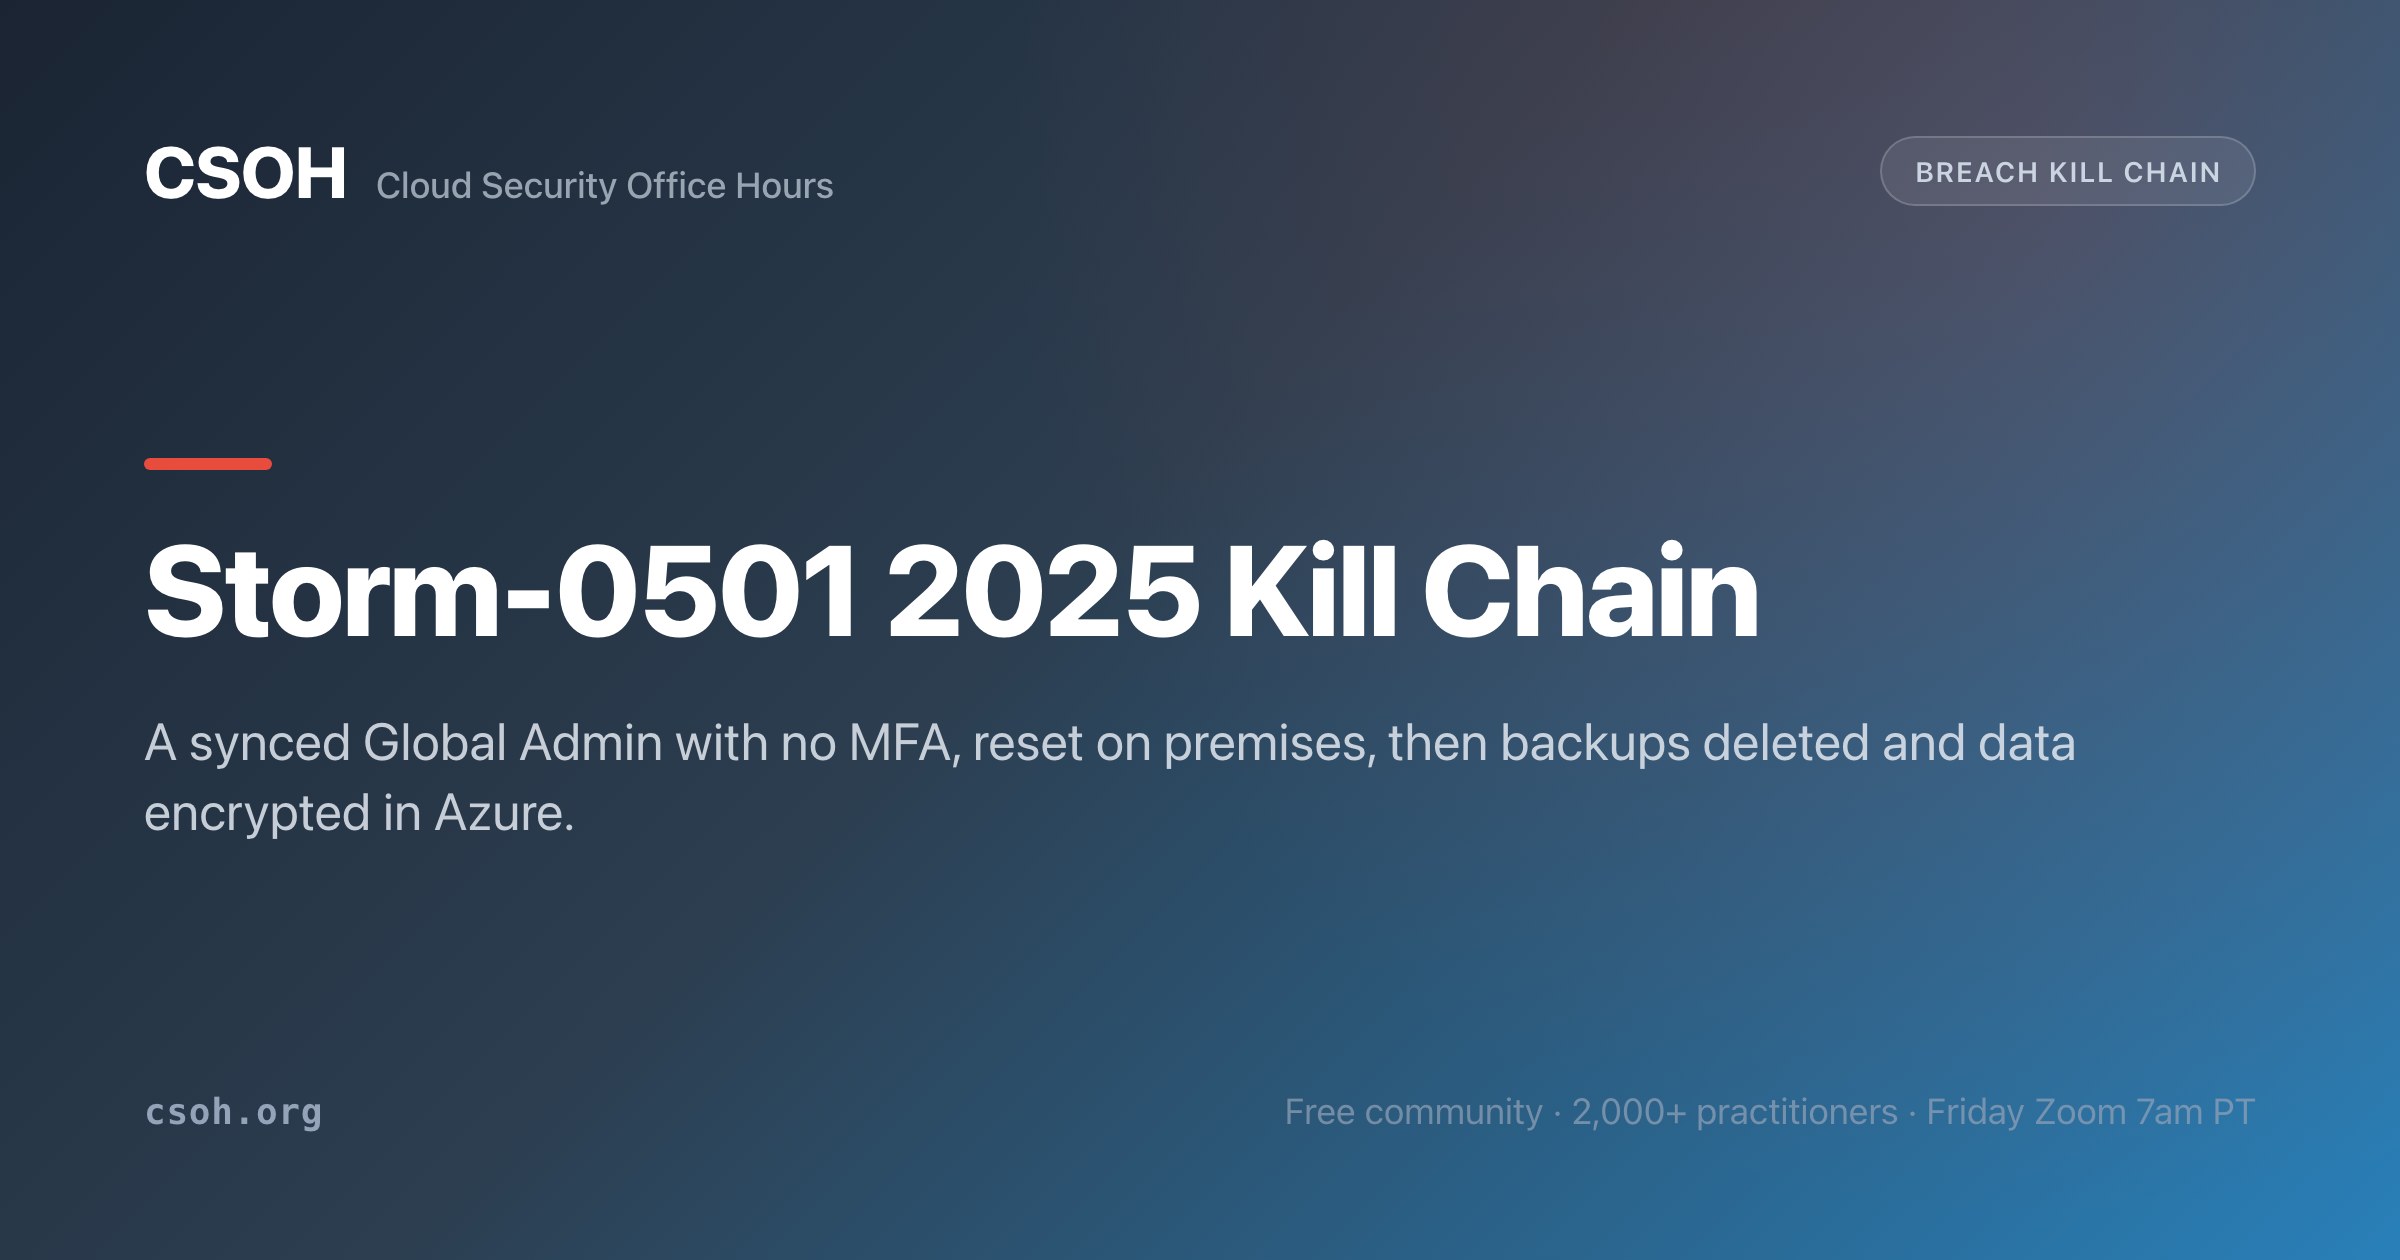 CSOH Cloud Security Office Hours
BREACH KILL CHAIN
Storm-0501 2025 Kill Chain
A synced Global Admin with no MFA, reset on premises, then backups deleted and data
encrypted in Azure.
csoh.org
Free community · 2,000+ practitioners · Friday Zoom 7am PT